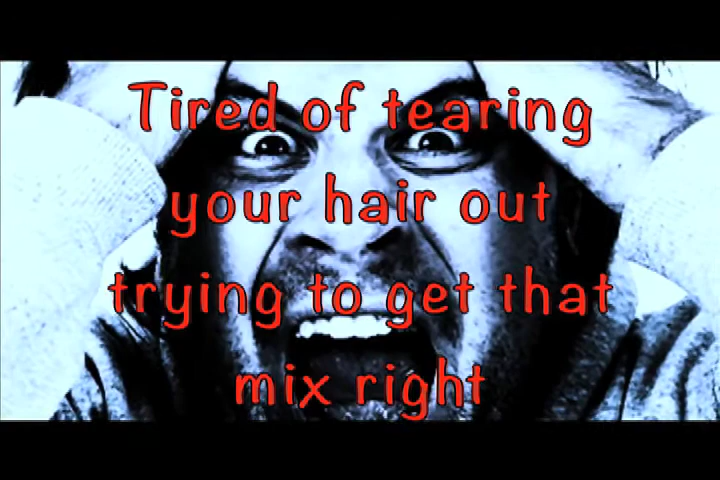 Tired of tearing
your hair out
trying to get that
mix right